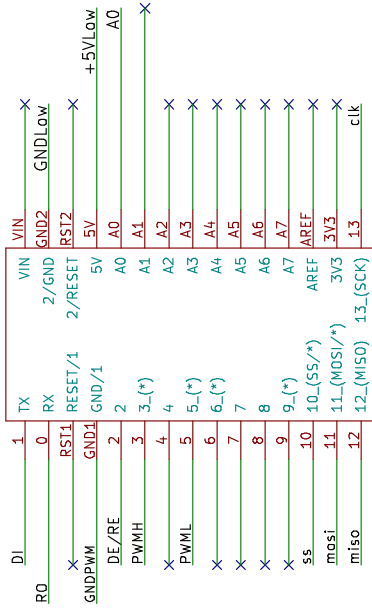 VIN
GNDLow
+5VLow
A0
clk
VIN
GND2
RST2
5V
A0
A1
A2
A3
A4
A5
A6
A7
AREF
3V3
13
VIN
2/GND
2/RESET
5V
A0
A1
A2
A3
A4
A5
A6
A7
AREF
3V3
13_(SCK)
TX
RX
RESET/1
GND/1
2
3_(*)
4
5_(*)
6_(*)
7
8
9_(*)
10_(SS/*)
11_(MOSI/*)
12_(MISO)
1
0
RST1
GND1
2
3
4
5
6
7
8
9
10
11
12
DI
RO
GNDPWM
DE/RE
PWMH
PWML
ss
mosi
miso